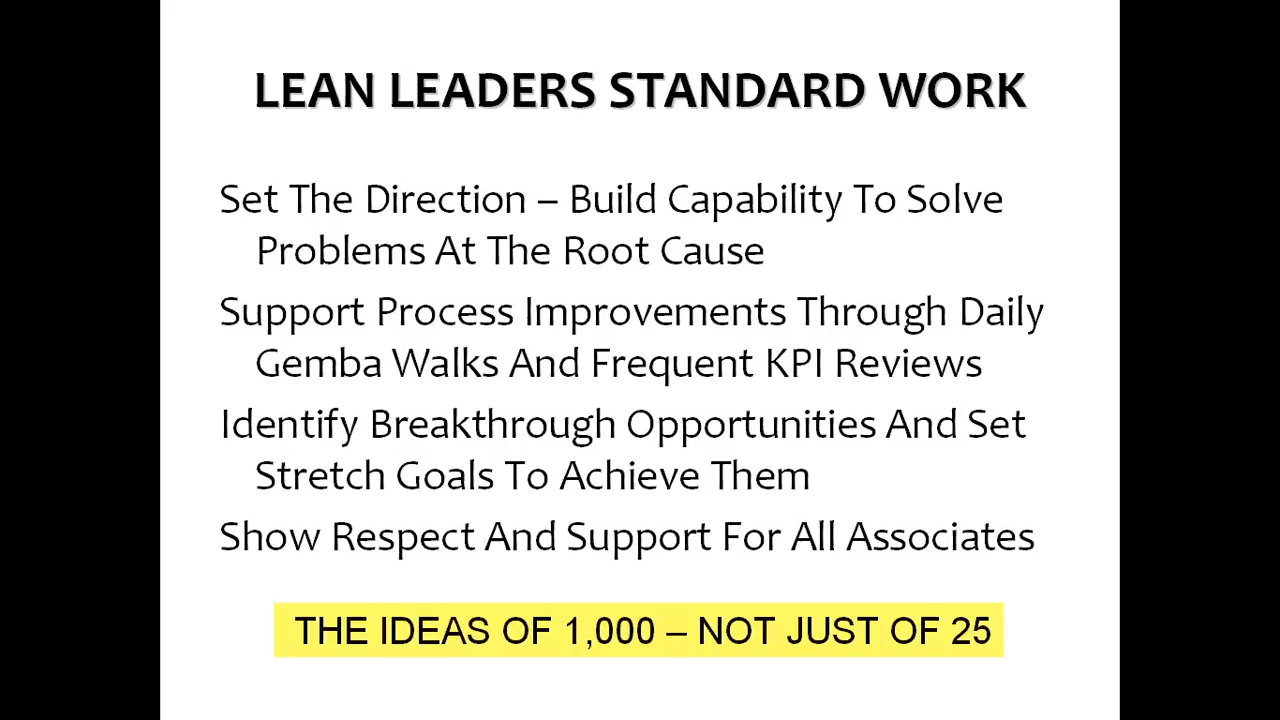 LEAN LEADERS STANDARD WORK
Set The Direction – Build Capability To Solve
Problems At The Root Cause
Support Process Improvements Through Daily
Gemba Walks And Frequent KPI Reviews
Identify Breakthrough Opportunities And Set
Stretch Goals To Achieve Them
Show Respect And Support For All Associates
THE IDEAS OF 1,000 – NOT JUST OF 25